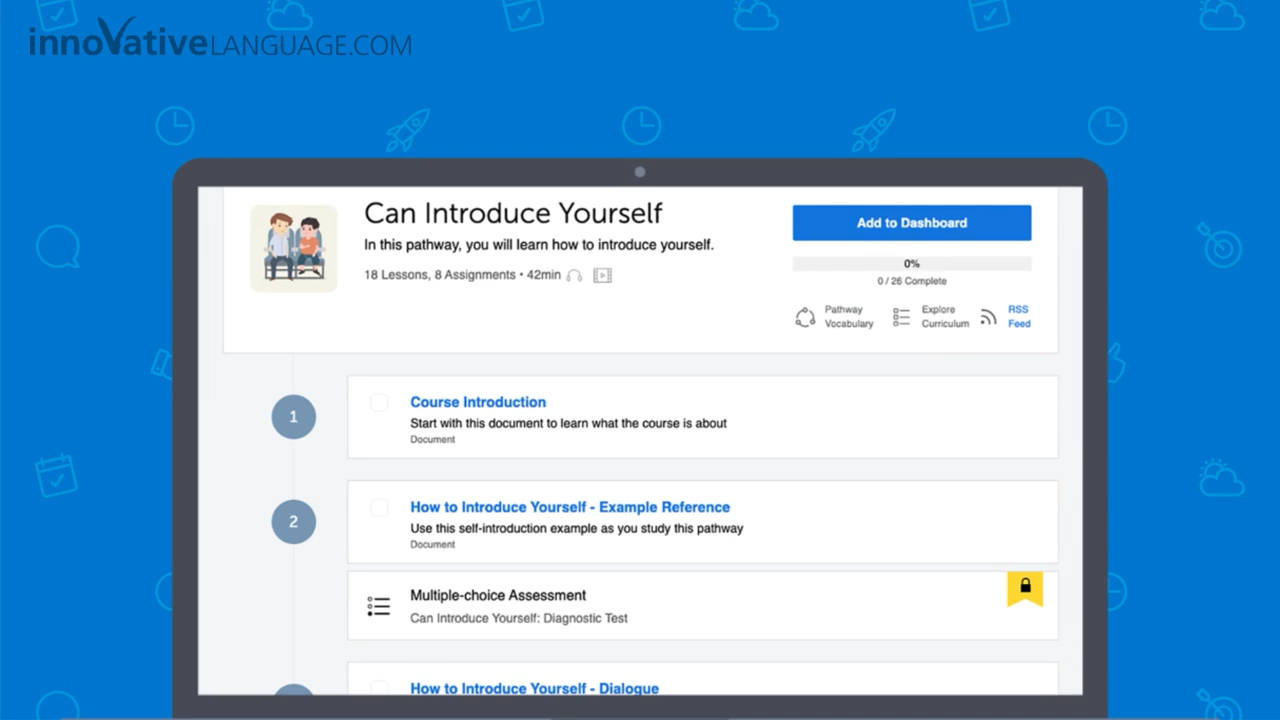 innoVativeLANGUAGE.COM
Can Introduce Yourself
In this pathway, you will learn how to introduce yourself.
18 Lessons, 8 Assignments • 42min
Add to Dashboard
0%
0 / 26 Complete
Pathway
Vocabulary
Explore
Curriculum
RSS
Feed
1
Course Introduction
Start with this document to learn what the course is about
Document
2
How to Introduce Yourself - Example Reference
Use this self-introduction example as you study this pathway
Document
Multiple-choice Assessment
Can Introduce Yourself: Diagnostic Test
How to Introduce Yourself - Dialogue